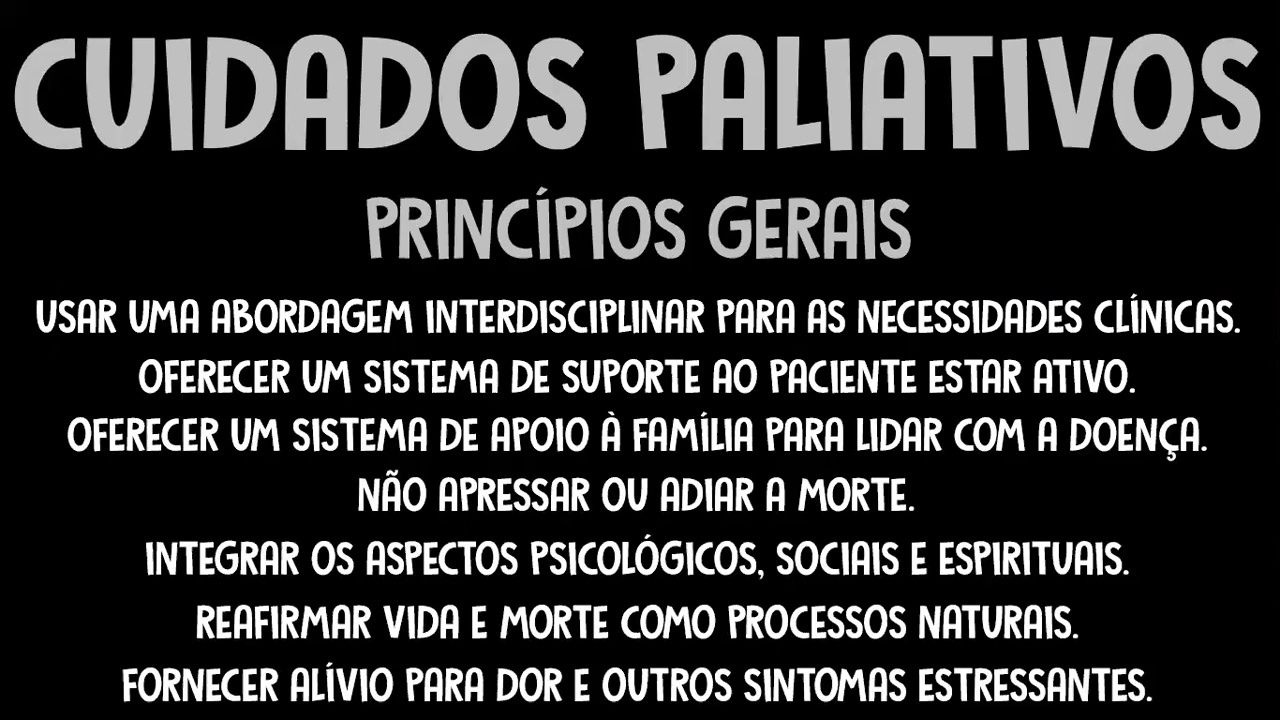 CUIDADOS PALIATIVOS
PRINCÍPIOS GERAIS
USAR UMA ABORDAGEM INTERDISCIPLINAR PARA AS NECESSIDADES CLÍNICAS.
OFERECER UM SISTEMA DE SUPORTE AO PACIENTE ESTAR ATIVO.
OFERECER UM SISTEMA DE APOIO À FAMÍLIA PARA LIDAR COM A DOENÇA.
NÃO APRESSAR OU ADIAR A MORTE.
INTEGRAR OS ASPECTOS PSICOLÓGICOS, SOCIAIS E ESPIRITUAIS.
REAFIRMAR VIDA E MORTE COMO PROCESSOS NATURAIS.
FORNECER ALÍVIO PARA DOR E OUTROS SINTOMAS ESTRESSANTES.